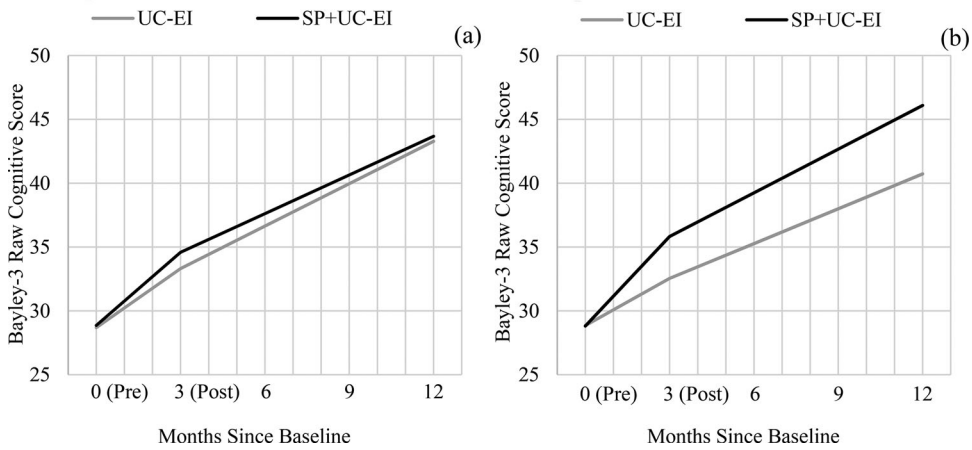 UC-EI SP+UC-EI
(a)
Bayley-3 Raw Cognitive Score
50
45
40
35
30
25
0 (Pre) 3 (Post) 6 9 12
Months Since Baseline
UC-EI SP+UC-EI
(b)
Bayley-3 Raw Cognitive Score
50
45
40
35
30
25
0 (Pre) 3 (Post) 6 9 12
Months Since Baseline